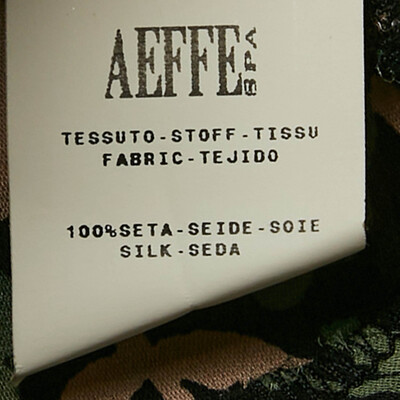 AEFFE SPA
TESSUTO-STOFF-TISSU
FABRIC-TEJIDO
100%SETA-SEIDE-SOIE
SILK-SEDA